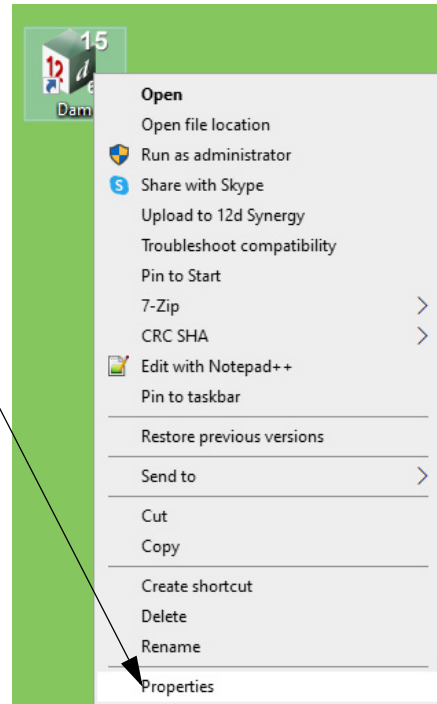 15
12 d
Dam
Open
Open file location
Run as administrator
Share with Skype
Upload to 12d Synergy
Troubleshoot compatibility
Pin to Start
7-Zip
CRC SHA
Edit with Notepad++
Pin to taskbar
Restore previous versions
Send to
Cut
Copy
Create shortcut
Delete
Rename
Properties